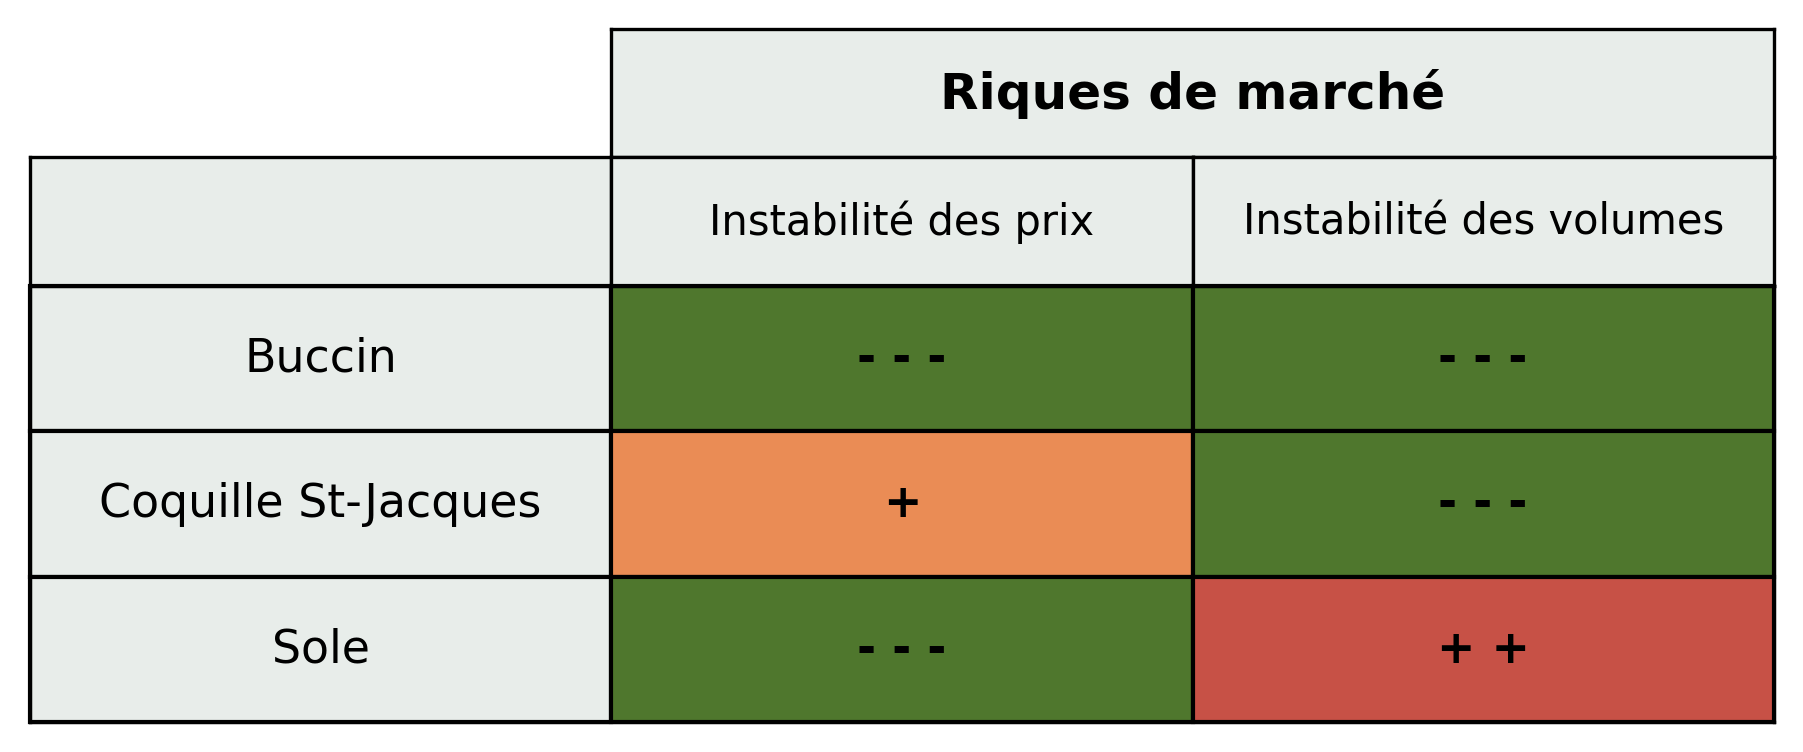 Riques de marché
Instabilité des prix Instabilité des volumes
Buccin - - - - - -
Coquille St-Jacques + - - -
Sole - - - + +